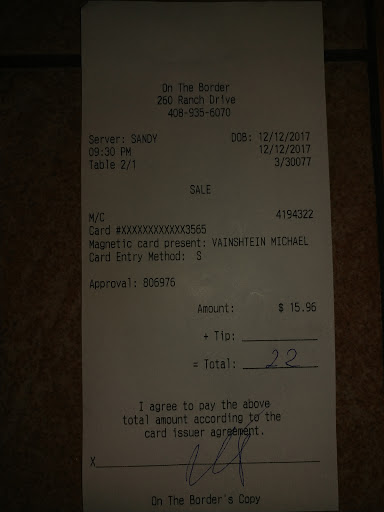 On The Border
260 Ranch Drive
408-935-6070
Server: SANDY DOB: 12/12/2017
09:30 PM 12/12/2017
Table 2/1 3/30077
SALE
M/C 4194322
Card #XXXXXXXXXXXX3565
Magnetic card present: VAINSHTEIN MICHAEL
Card Entry Method: S
Approval: 806976
Amount: $ 15.96
+ Tip:
= Total: 22
I agree to pay the above
total amount according to the
card issuer agreement.
X
On The Border's Copy